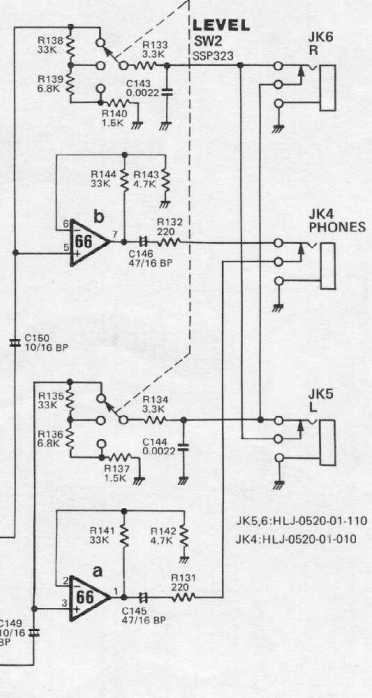 LEVEL
SW2
SSP323
R138
33K
R133
3.3K
JK6
R
R139
6.8K
C143
0.0022
R140
1.5K
b
R144
33K
R143
4.7K
R132
220
JK4
PHONES
6
66
7
5
C146
47/16 BP
C150
10/16 BP
R135
33K
R134
3.3K
JK5
L
R136
6.8K
C144
0.0022
R137
1.5K
JK5,6:HLJ-0520-01-110
JK4:HLJ-0520-01-010
R141
33K
R142
4.7K
a
R131
220
2
66
1
3
C145
47/16 BP
C149
10/16
BP